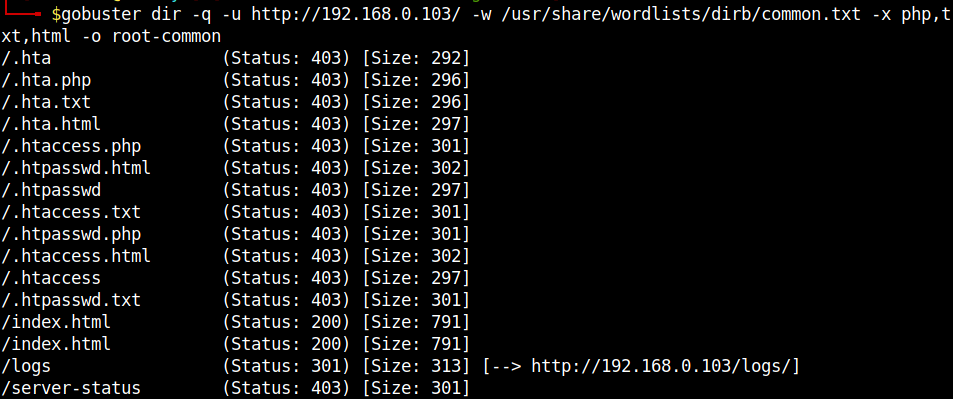 $gobuster dir -q -u http://192.168.0.103/ -w /usr/share/wordlists/dirb/common.txt -x php,t
xt,html -o root-common
/.hta (Status: 403) [Size: 292]
/.hta.php (Status: 403) [Size: 296]
/.hta.txt (Status: 403) [Size: 296]
/.hta.html (Status: 403) [Size: 297]
/.htaccess.php (Status: 403) [Size: 301]
/.htpasswd.html (Status: 403) [Size: 302]
/.htpasswd (Status: 403) [Size: 297]
/.htaccess.txt (Status: 403) [Size: 301]
/.htpasswd.php (Status: 403) [Size: 301]
/.htaccess.html (Status: 403) [Size: 302]
/.htaccess (Status: 403) [Size: 297]
/.htpasswd.txt (Status: 403) [Size: 301]
/index.html (Status: 200) [Size: 791]
/index.html (Status: 200) [Size: 791]
/logs (Status: 301) [Size: 313] [--> http://192.168.0.103/logs/]
/server-status (Status: 403) [Size: 301]